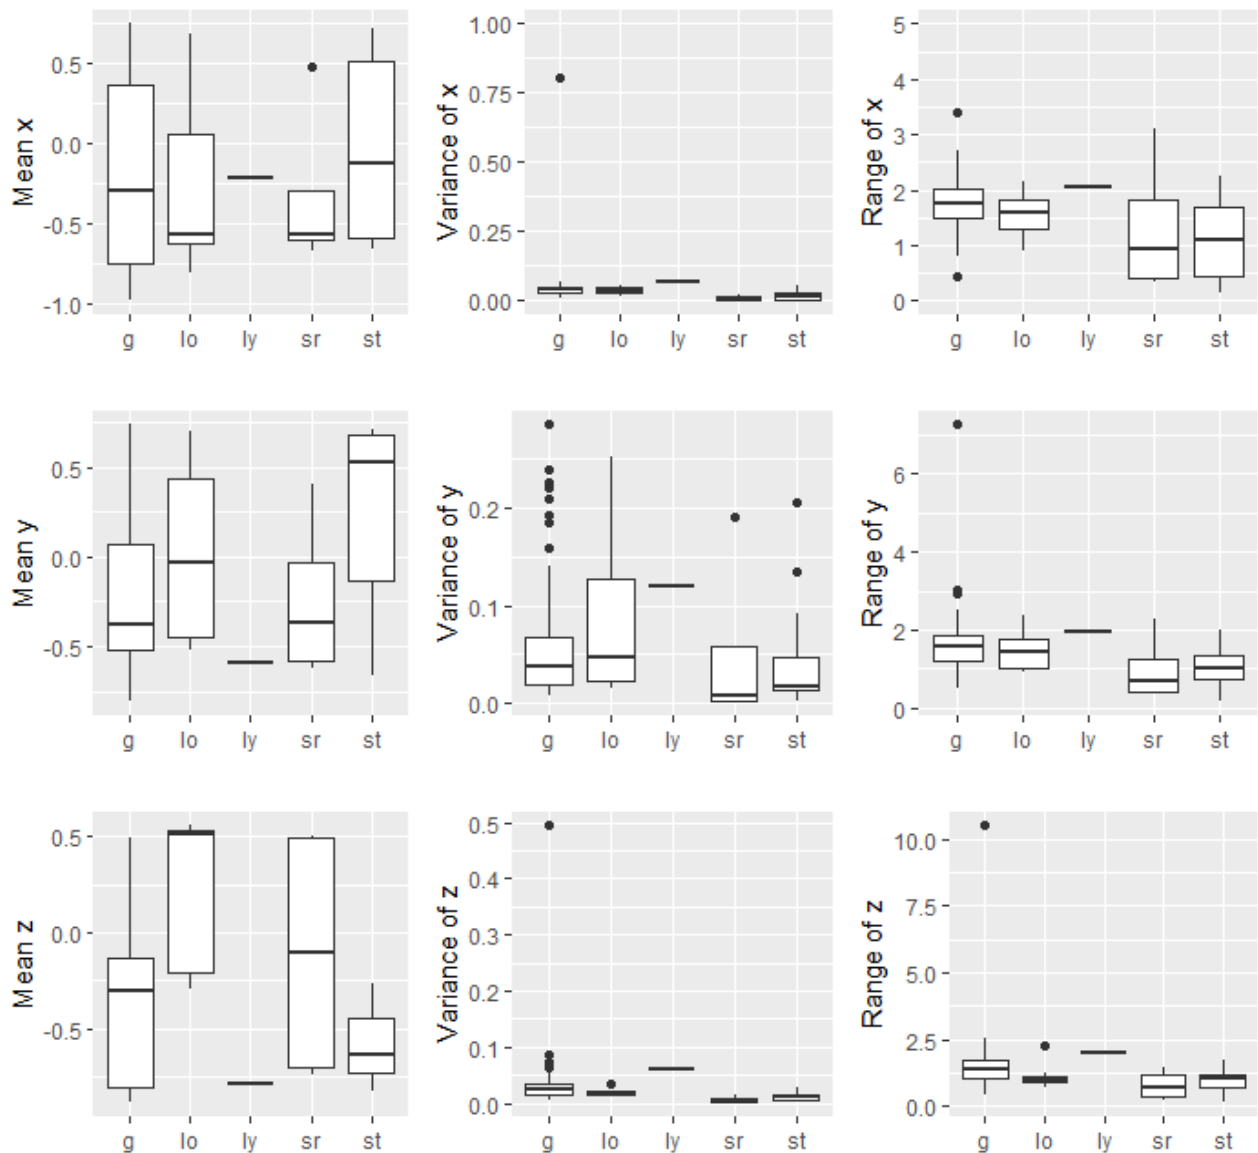 Mean x
0.5
0.0
-0.5
-1.0
g lo ly sr st
Variance of x
1.00
0.75
0.50
0.25
0.00
g lo ly sr st
Range of x
5
4
3
2
1
0
g lo ly sr st
Mean y
0.5
0.0
-0.5
g lo ly sr st
Variance of y
0.2
0.1
0.0
g lo ly sr st
Range of y
6
4
2
0
g lo ly sr st
Mean z
0.5
0.0
-0.5
g lo ly sr st
Variance of z
0.5
0.4
0.3
0.2
0.1
0.0
g lo ly sr st
Range of z
10.0
7.5
5.0
2.5
0.0
g lo ly sr st